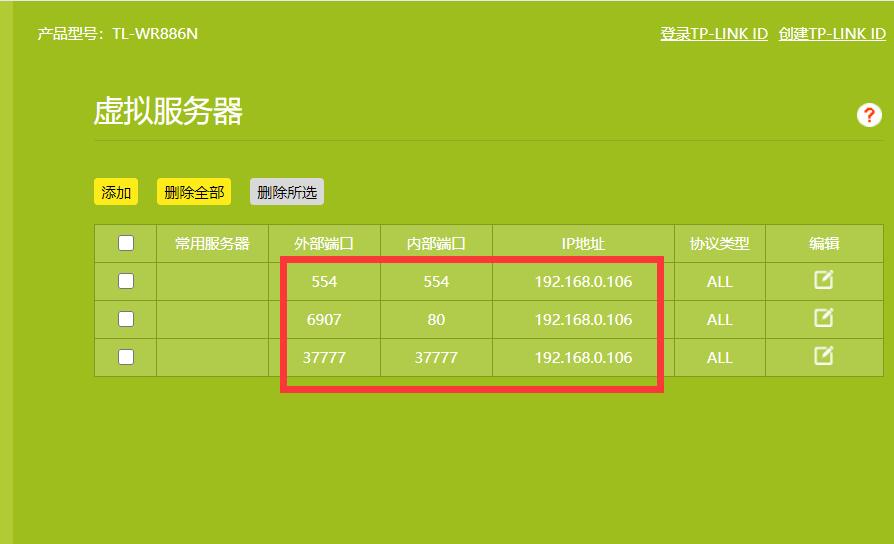 产品型号：TL-WR886N 登录TP-LINK ID 创建TP-LINK ID
虚拟服务器 ?
添加 删除全部 删除所选
常用服务器 外部端口 内部端口 IP地址 协议类型 编辑
554 554 192.168.0.106 ALL
6907 80 192.168.0.106 ALL
37777 37777 192.168.0.106 ALL